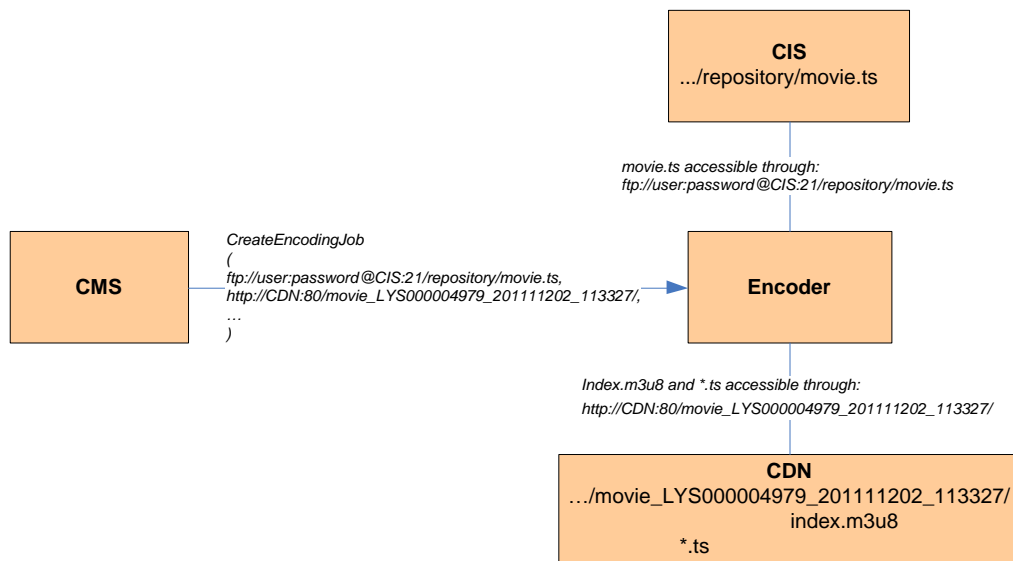 CIS
.../repository/movie.ts
movie.ts accessible through:
ftp://user:password@CIS:21/repository/movie.ts
CMS
CreateEncodingJob
(
ftp://user:password@CIS:21/repository/movie.ts,
http://CDN:80/movie_LYS000004979_201111202_113327/,
…
)
Encoder
Index.m3u8 and *.ts accessible through:
http://CDN:80/movie_LYS000004979_201111202_113327/
CDN
…/movie_LYS000004979_201111202_113327/
index.m3u8
*.ts